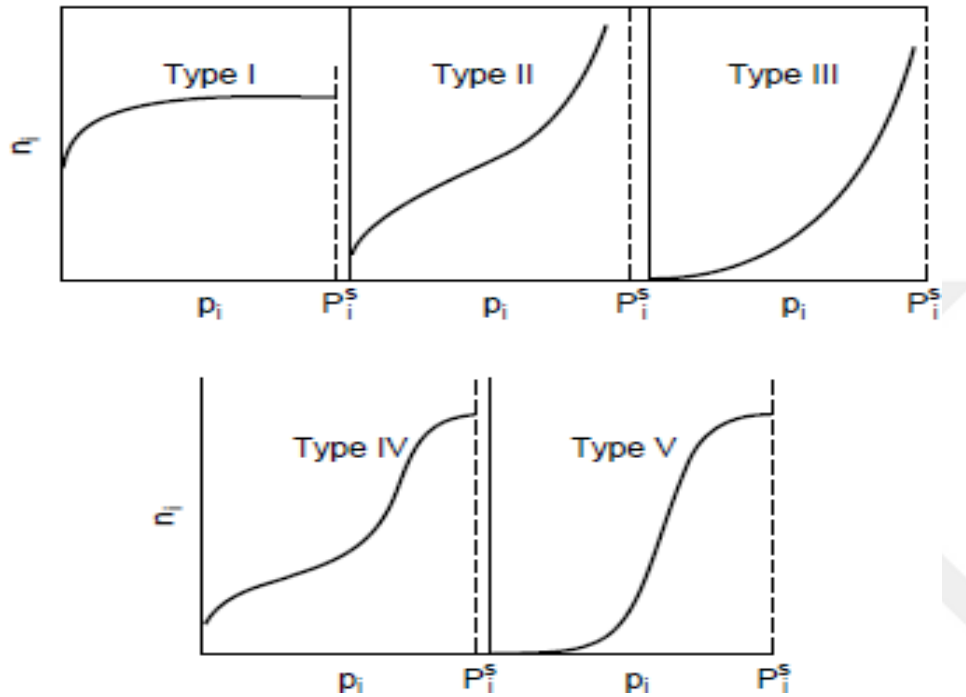 Type I Type II Type III
nᵢ
pᵢ Pᵢˢ pᵢ Pᵢˢ pᵢ Pᵢˢ
Type IV Type V
nᵢ
pᵢ Pᵢˢ pᵢ Pᵢˢ